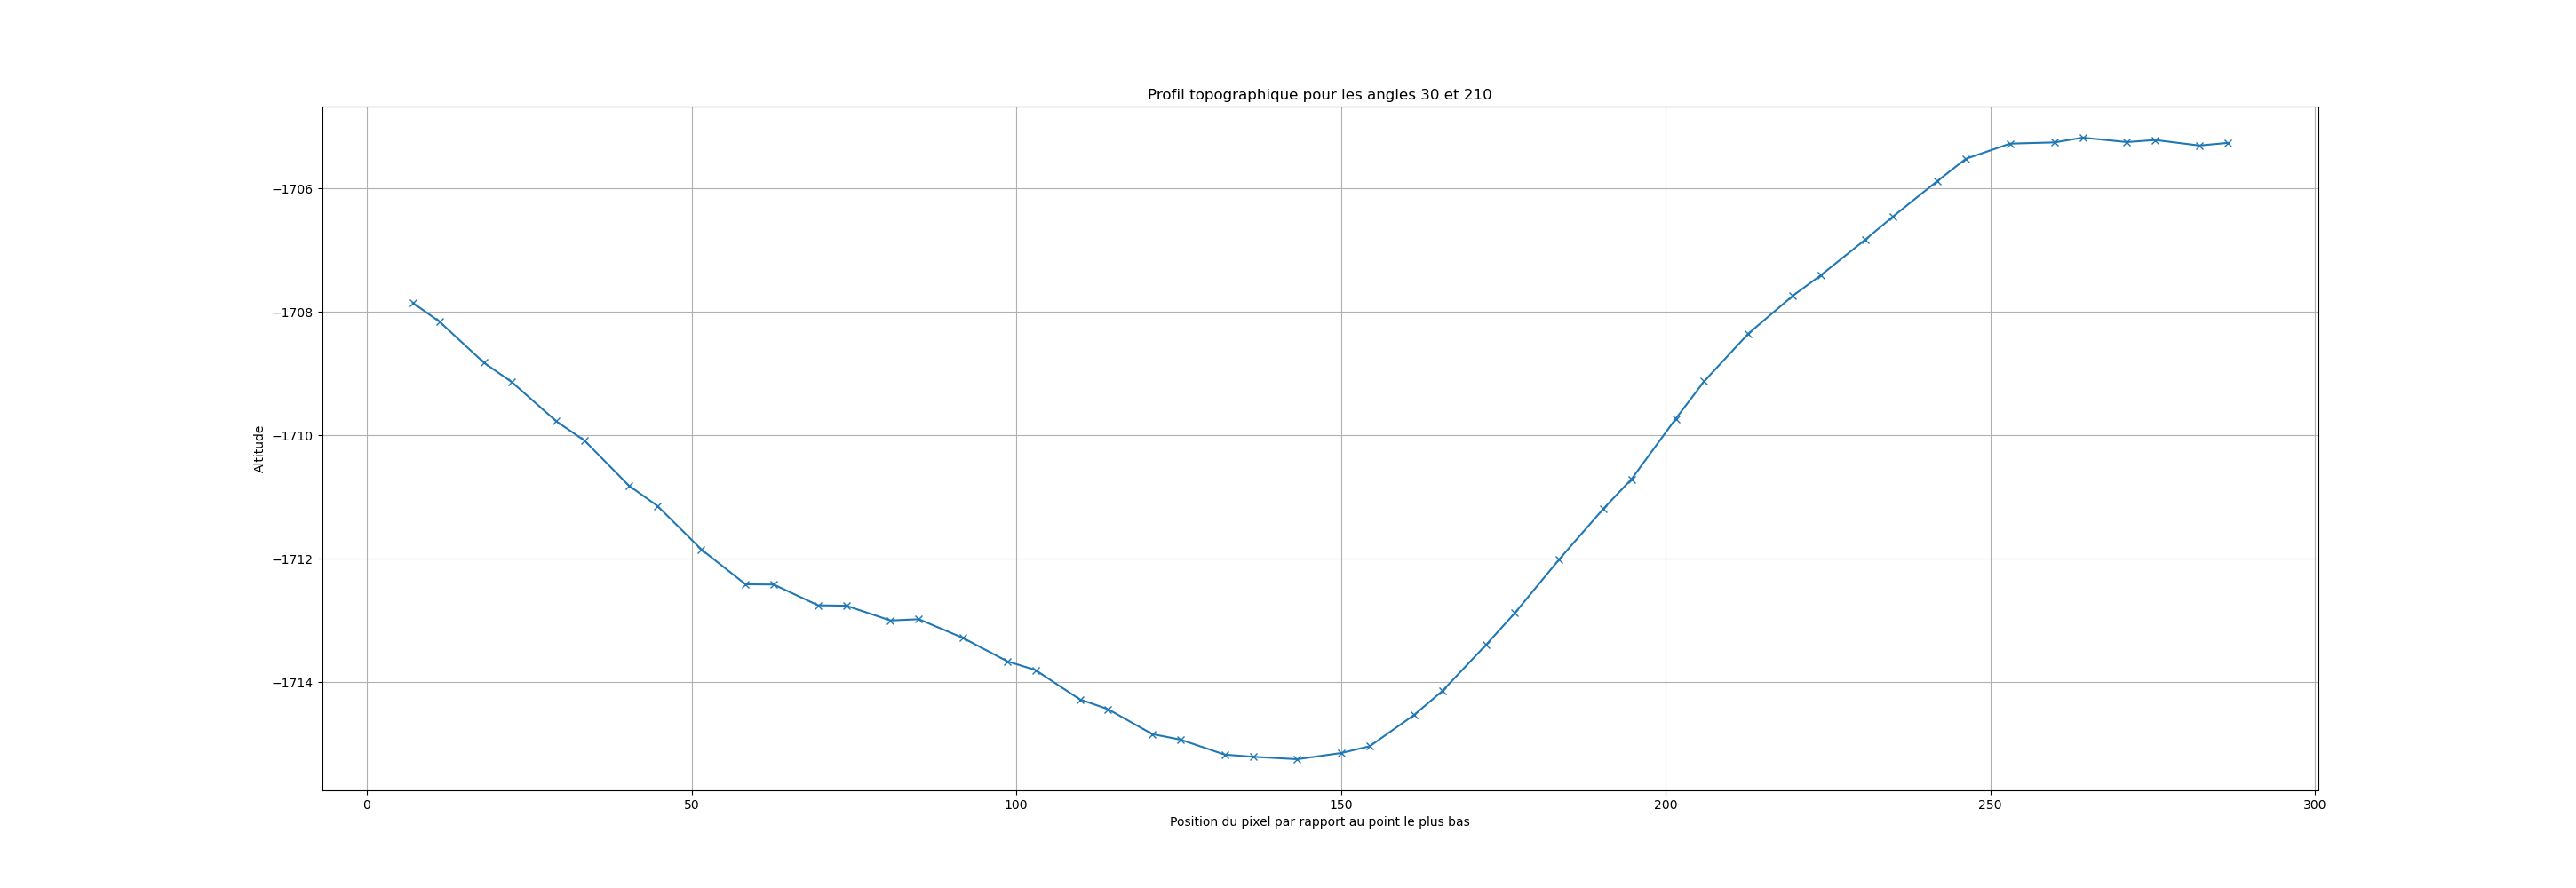 Profil topographique pour les angles 30 et 210
Altitude
−1706
−1708
−1710
−1712
−1714
0 50 100 150 200 250 300
Position du pixel par rapport au point le plus bas